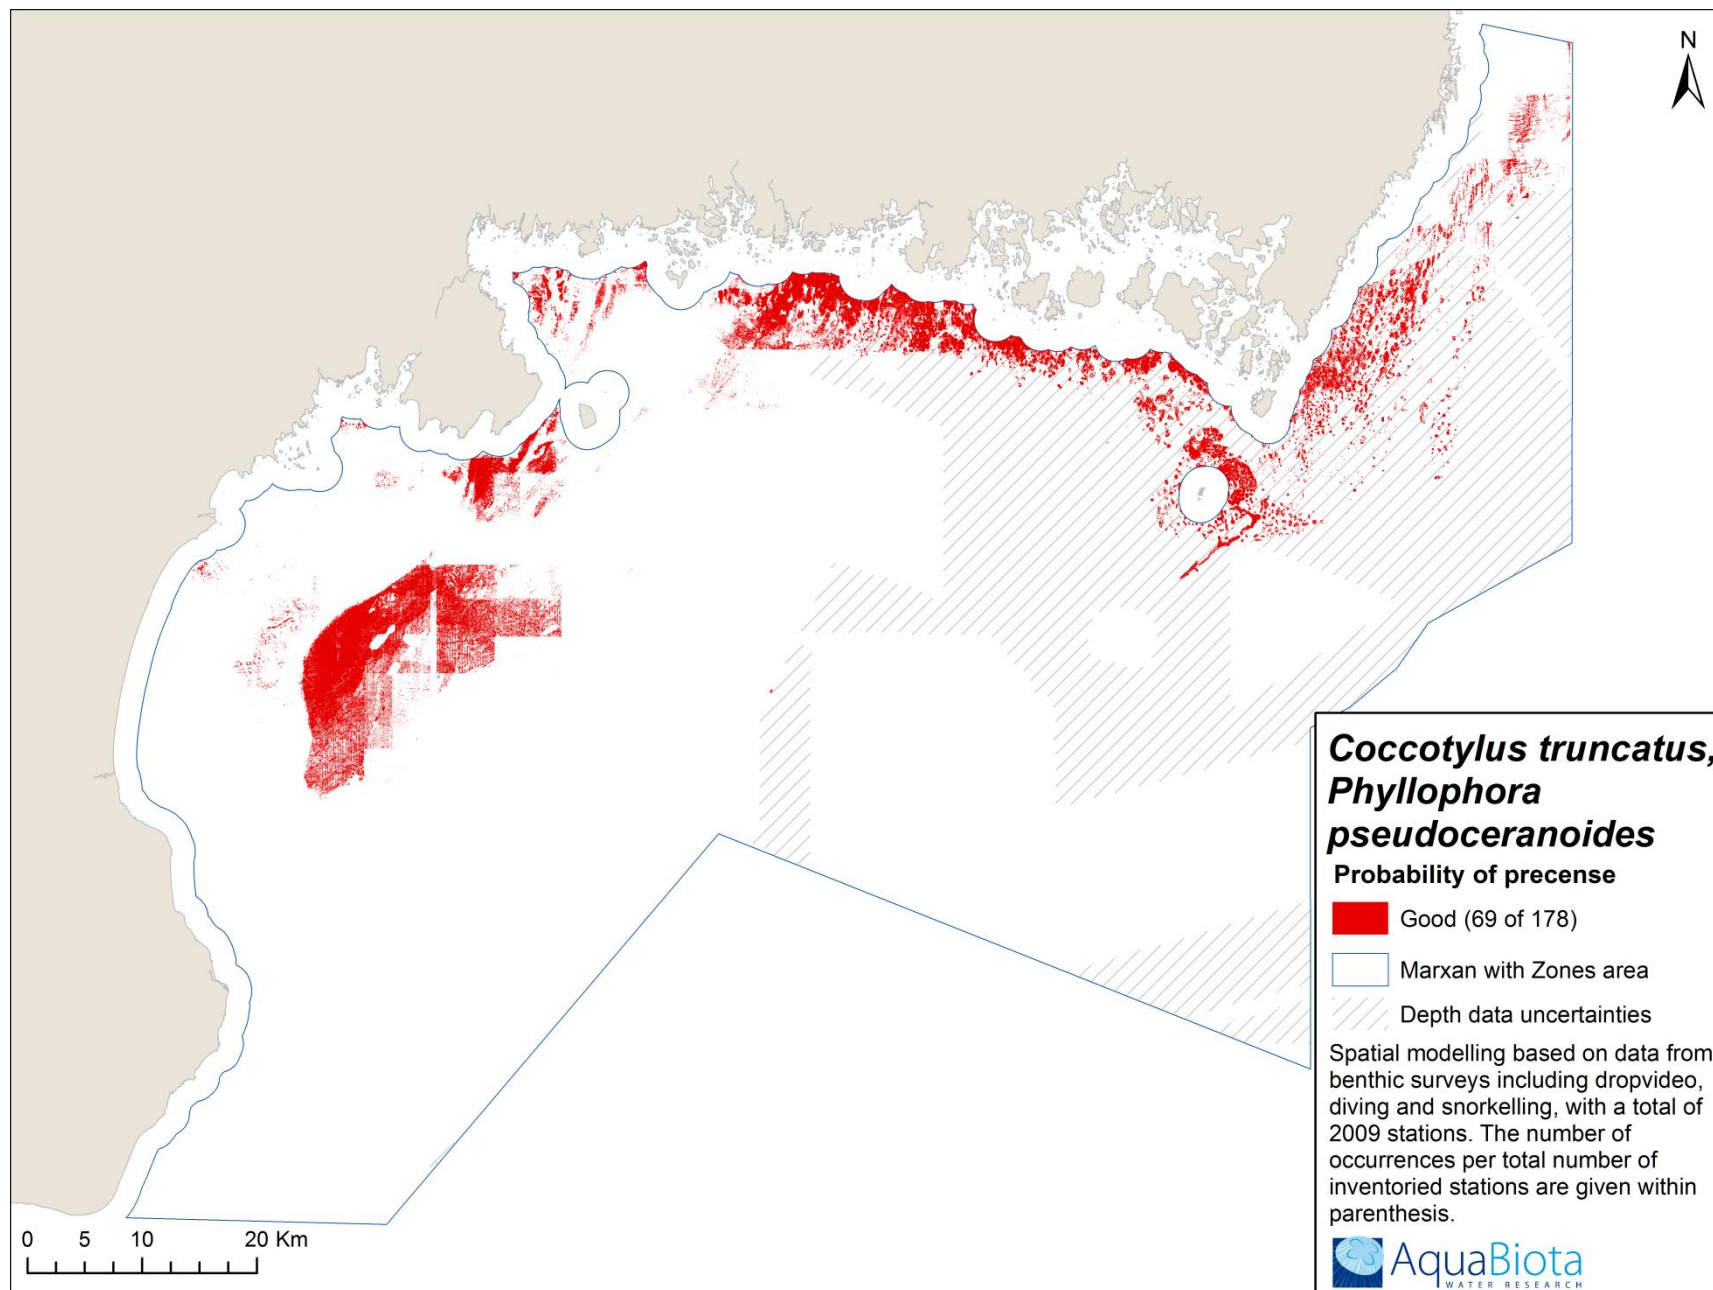 N
Coccotylus truncatus,
Phyllophora
pseudoceranoides
Probability of precense
Good (69 of 178)
Marxan with Zones area
Depth data uncertainties
Spatial modelling based on data from
benthic surveys including dropvideo,
diving and snorkelling, with a total of
2009 stations. The number of
occurrences per total number of
inventoried stations are given within
parenthesis.
AquaBiota
WATER RESEARCH
0 5 10 20 Km